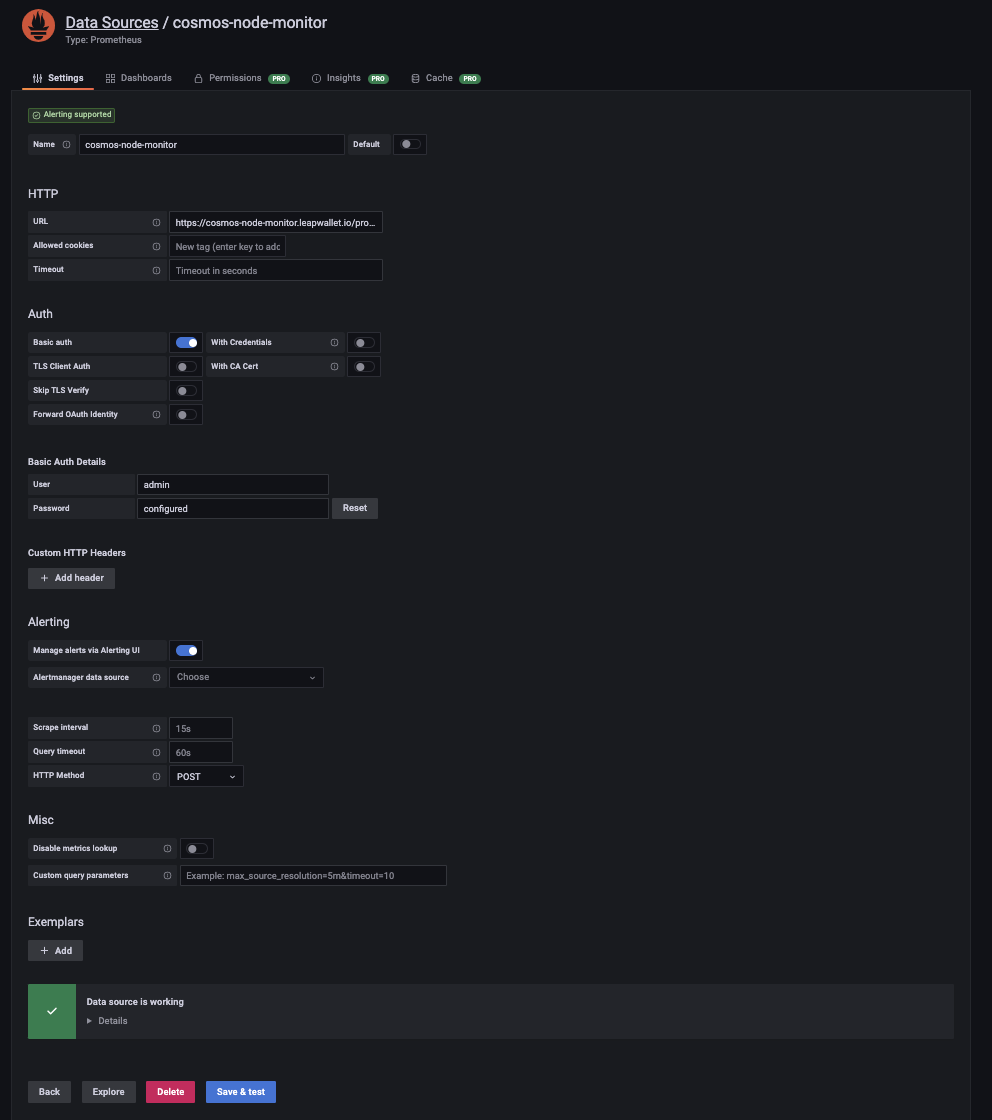 Data Sources / cosmos-node-monitor
Type: Prometheus
Settings Dashboards Permissions PRO Insights PRO Cache PRO
Alerting supported
Name cosmos-node-monitor Default
HTTP
URL https://cosmos-node-monitor.leapwallet.io/pro...
Allowed cookies New tag (enter key to add
Timeout Timeout in seconds
Auth
Basic auth With Credentials
TLS Client Auth With CA Cert
Skip TLS Verify
Forward OAuth Identity
Basic Auth Details
User admin
Password configured Reset
Custom HTTP Headers
+ Add header
Alerting
Manage alerts via Alerting UI
Alertmanager data source Choose
Scrape interval 15s
Query timeout 60s
HTTP Method POST
Misc
Disable metrics lookup
Custom query parameters Example: max_source_resolution=5m&timeout=10
Exemplars
+ Add
Data source is working
Details
Back Explore Delete Save & test